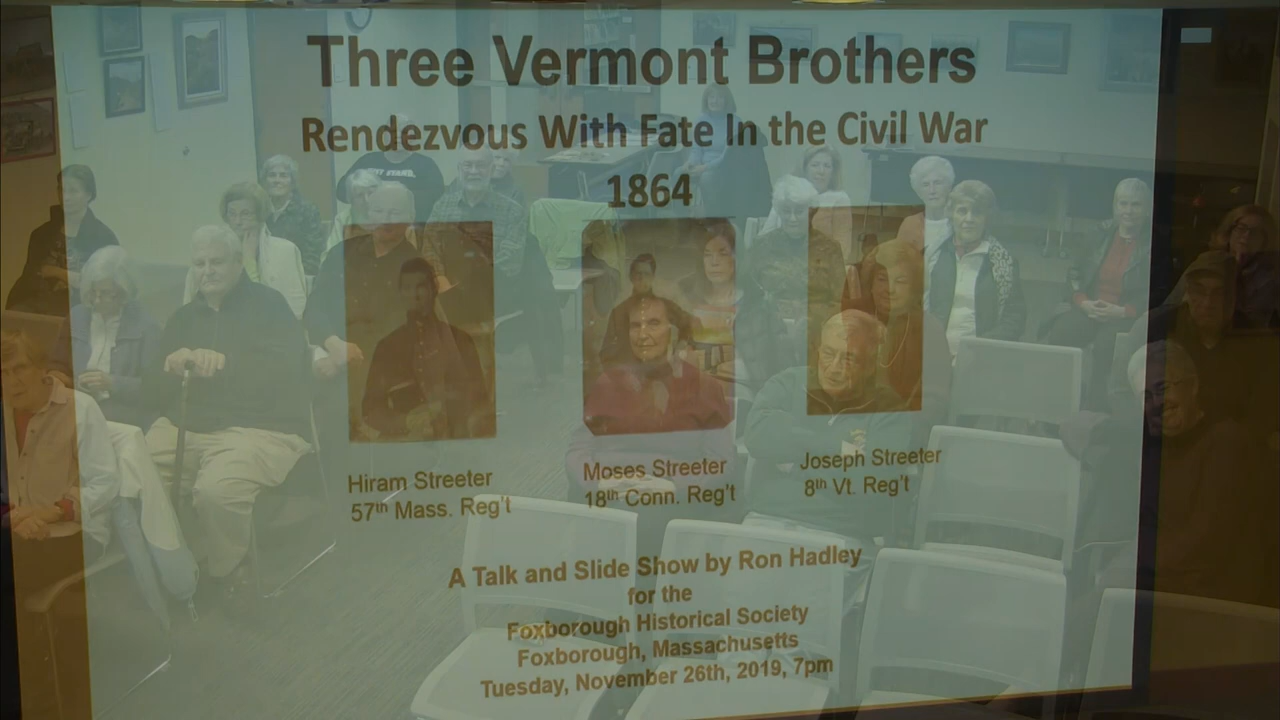 Three Vermont Brothers
Rendezvous With Fate In the Civil War
1864
Hiram Streeter
57th Mass. Reg't
Moses Streeter
18th Conn. Reg't
Joseph Streeter
8th Vt. Reg't
A Talk and Slide Show by Ron Hadley
for the
Foxborough Historical Society
Foxborough, Massachusetts
Tuesday, November 26th, 2019, 7pm